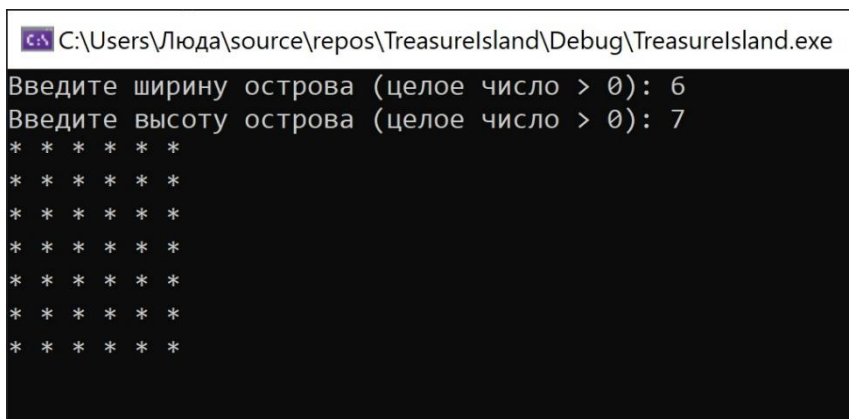 C:\Users\Люда\source\repos\TreasureIsland\Debug\TreasureIsland.exe
Введите ширину острова (целое число > 0): 6
Введите высоту острова (целое число > 0): 7
* * * * * *
* * * * * *
* * * * * *
* * * * * *
* * * * * *
* * * * * *
* * * * * *